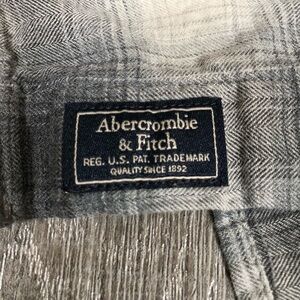 Abercrombie
& Fitch
REG. U.S. PAT. TRADEMARK
QUALITY SINCE 1892